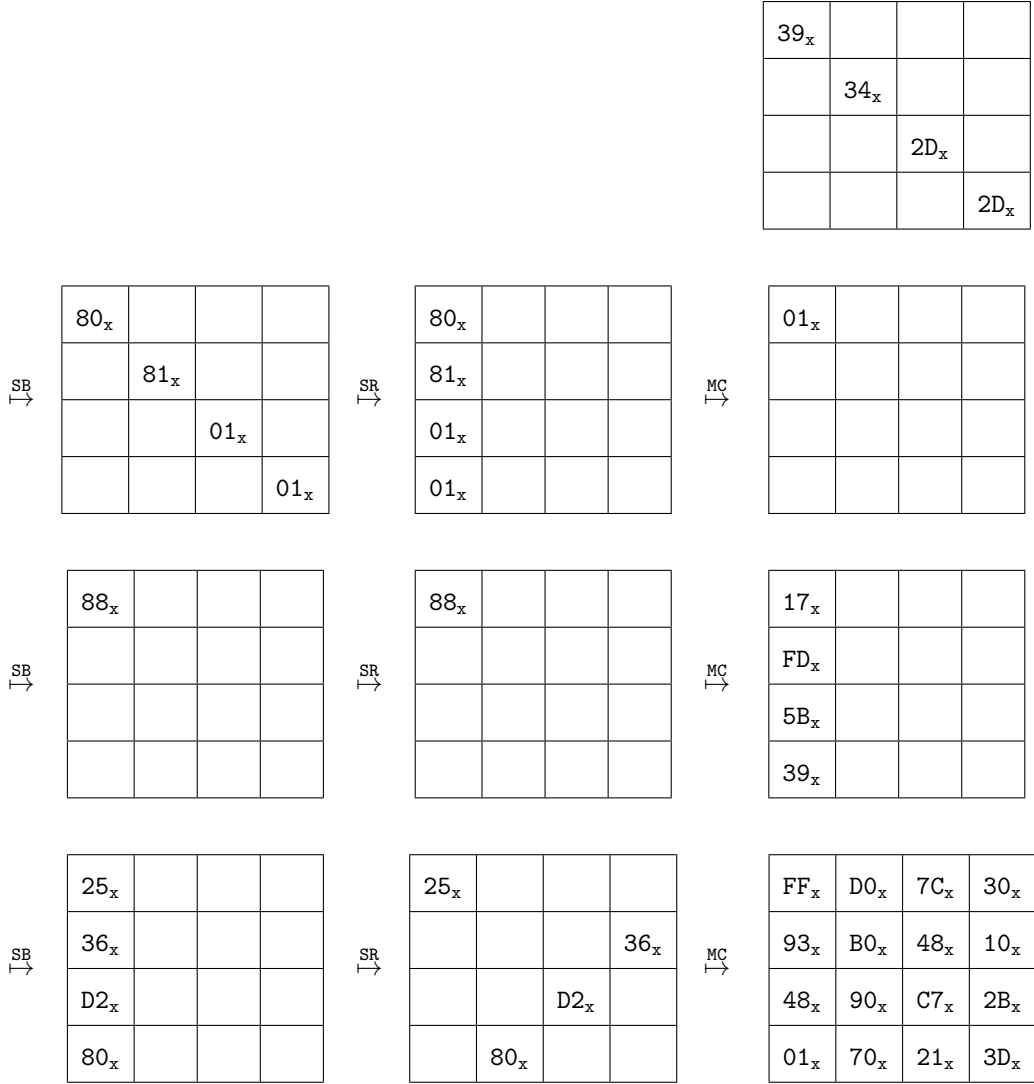 39ₓ
34ₓ
2Dₓ
2Dₓ
80ₓ 80ₓ 01ₓ
81ₓ 81ₓ
SB ↦ SR ↦ MC ↦
01ₓ 01ₓ
01ₓ 01ₓ
88ₓ 88ₓ 17ₓ
FDₓ
SB ↦ SR ↦ MC ↦
5Bₓ
39ₓ
25ₓ 25ₓ FFₓ D0ₓ 7Cₓ 30ₓ
36ₓ 36ₓ 93ₓ B0ₓ 48ₓ 10ₓ
SB ↦ SR ↦ MC ↦
D2ₓ D2ₓ 48ₓ 90ₓ C7ₓ 2Bₓ
80ₓ 80ₓ 01ₓ 70ₓ 21ₓ 3Dₓ